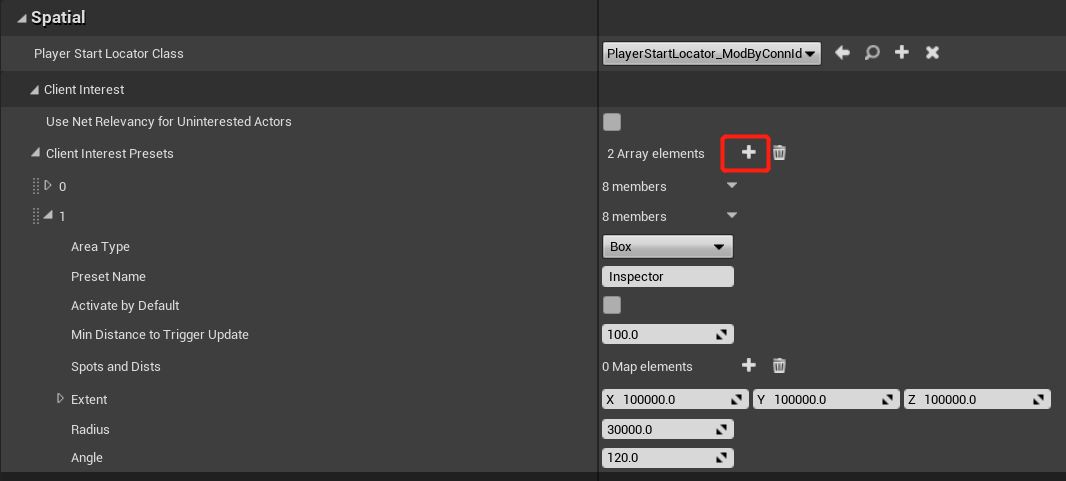 Spatial
Player Start Locator Class PlayerStartLocator_ModByConnId
Client Interest
Use Net Relevancy for Uninterested Actors
Client Interest Presets 2 Array elements
0 8 members
1 8 members
Area Type Box
Preset Name Inspector
Activate by Default
Min Distance to Trigger Update 100.0
Spots and Dists 0 Map elements
Extent X 100000.0 Y 100000.0 Z 100000.0
Radius 30000.0
Angle 120.0